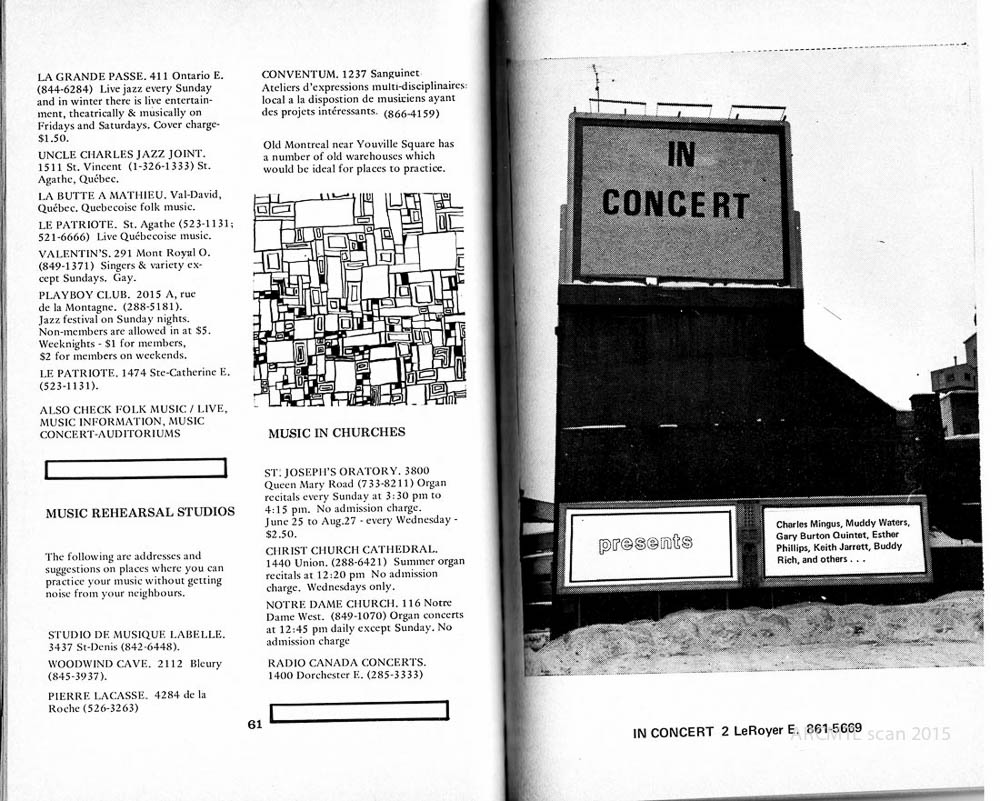 LA GRANDE PASSE. 411 Ontario E.
(844-6284) Live jazz every Sunday
and in winter there is live entertain-
ment, theatrically & musically on
Fridays and Saturdays. Cover charge-
$1.50.
UNCLE CHARLES JAZZ JOINT.
1511 St. Vincent (1-326-1333) St.
Agathe, Québec.
LA BUTTE A MATHIEU. Val-David,
Québec. Quebecoise folk music.
LE PATRIOTE. St. Agathe (523-1131;
521-6666) Live Québecoise music.
VALENTIN'S. 291 Mont Royal O.
(849-1371) Singers & variety ex-
cept Sundays. Gay.
PLAYBOY CLUB. 2015 A, rue
de la Montagne. (288-5181).
Jazz festival on Sunday nights.
Non-members are allowed in at $5.
Weeknights - $1 for members,
$2 for members on weekends.
LE PATRIOTE. 1474 Ste-Catherine E.
(523-1131).
ALSO CHECK FOLK MUSIC / LIVE,
MUSIC INFORMATION, MUSIC
CONCERT-AUDITORIUMS
MUSIC REHEARSAL STUDIOS
The following are addresses and
suggestions on places where you can
practice your music without getting
noise from your neighbours.
STUDIO DE MUSIQUE LABELLE.
3437 St-Denis (842-6448).
WOODWIND CAVE. 2112 Bleury
(845-3937).
PIERRE LACASSE. 4284 de la
Roche (526-3263)
CONVENTUM. 1237 Sanguinet
Ateliers d'expressions multi-disciplinaires:
local a la dispostion de musiciens ayant
des projets intéressants. (866-4159)
Old Montreal near Youville Square has
a number of old warehouses which
would be ideal for places to practice.
MUSIC IN CHURCHES
ST. JOSEPH'S ORATORY. 3800
Queen Mary Road (733-8211) Organ
recitals every Sunday at 3:30 pm to
4:15 pm. No admission charge.
June 25 to Aug.27 - every Wednesday -
$2.50.
CHRIST CHURCH CATHEDRAL.
1440 Union. (288-6421) Summer organ
recitals at 12:20 pm No admission
charge. Wednesdays only.
NOTRE DAME CHURCH. 116 Notre
Dame West. (849-1070) Organ concerts
at 12:45 pm daily except Sunday. No
admission charge
RADIO CANADA CONCERTS.
1400 Dorchester E. (285-3333)
61
IN
CONCERT
presents
Charles Mingus, Muddy Waters,
Gary Burton Quintet, Esther
Phillips, Keith Jarrett, Buddy
Rich, and others . . .
IN CONCERT 2 LeRoyer E. 861-5669
ARCMTL scan 2015